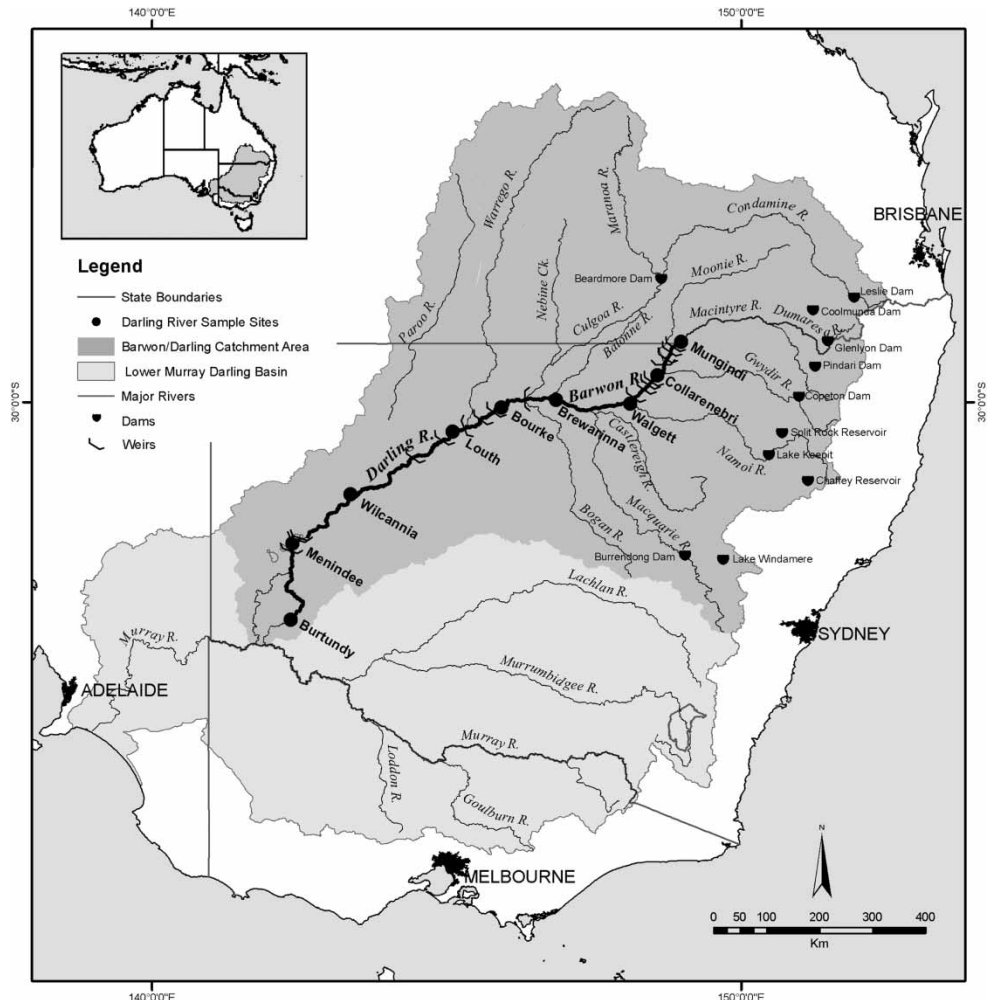 140°0'0"E
150°0'0"E
Legend
State Boundaries
Darling River Sample Sites
Barwon/Darling Catchment Area
Lower Murray Darling Basin
Major Rivers
Dams
Weirs
30°0'0"S
30°0'0"S
Paroo R.
Warrego R.
Nebine Ck.
Maranoa R.
Condamine R.
BRISBANE
Beardmore Dam
Moonie R.
Culgoa R.
Balonne R.
Macintyre R.
Dumaresq R.
Leslie Dam
Coolmunda Dam
Glenlyon Dam
Pindari Dam
Mungindi
Gwydir R.
Copeton Dam
Barwon R.
Collarenebri
Walgett
Brewarinna
Bourke
Split Rock Reservoir
Lake Keepit
Namoi R.
Chaffey Reservoir
Darling R.
Louth
Castlereigh R.
Wilcannia
Macquarie R.
Bogan R.
Burrendong Dam
Lake Windamere
Menindee
Lachlan R.
Burtundy
SYDNEY
Murray R.
ADELAIDE
Murrumbidgee R.
Murray R.
Loddon R.
Goulburn R.
MELBOURNE
N
0 50 100 200 300 400
Km
140°0'0"E
150°0'0"E